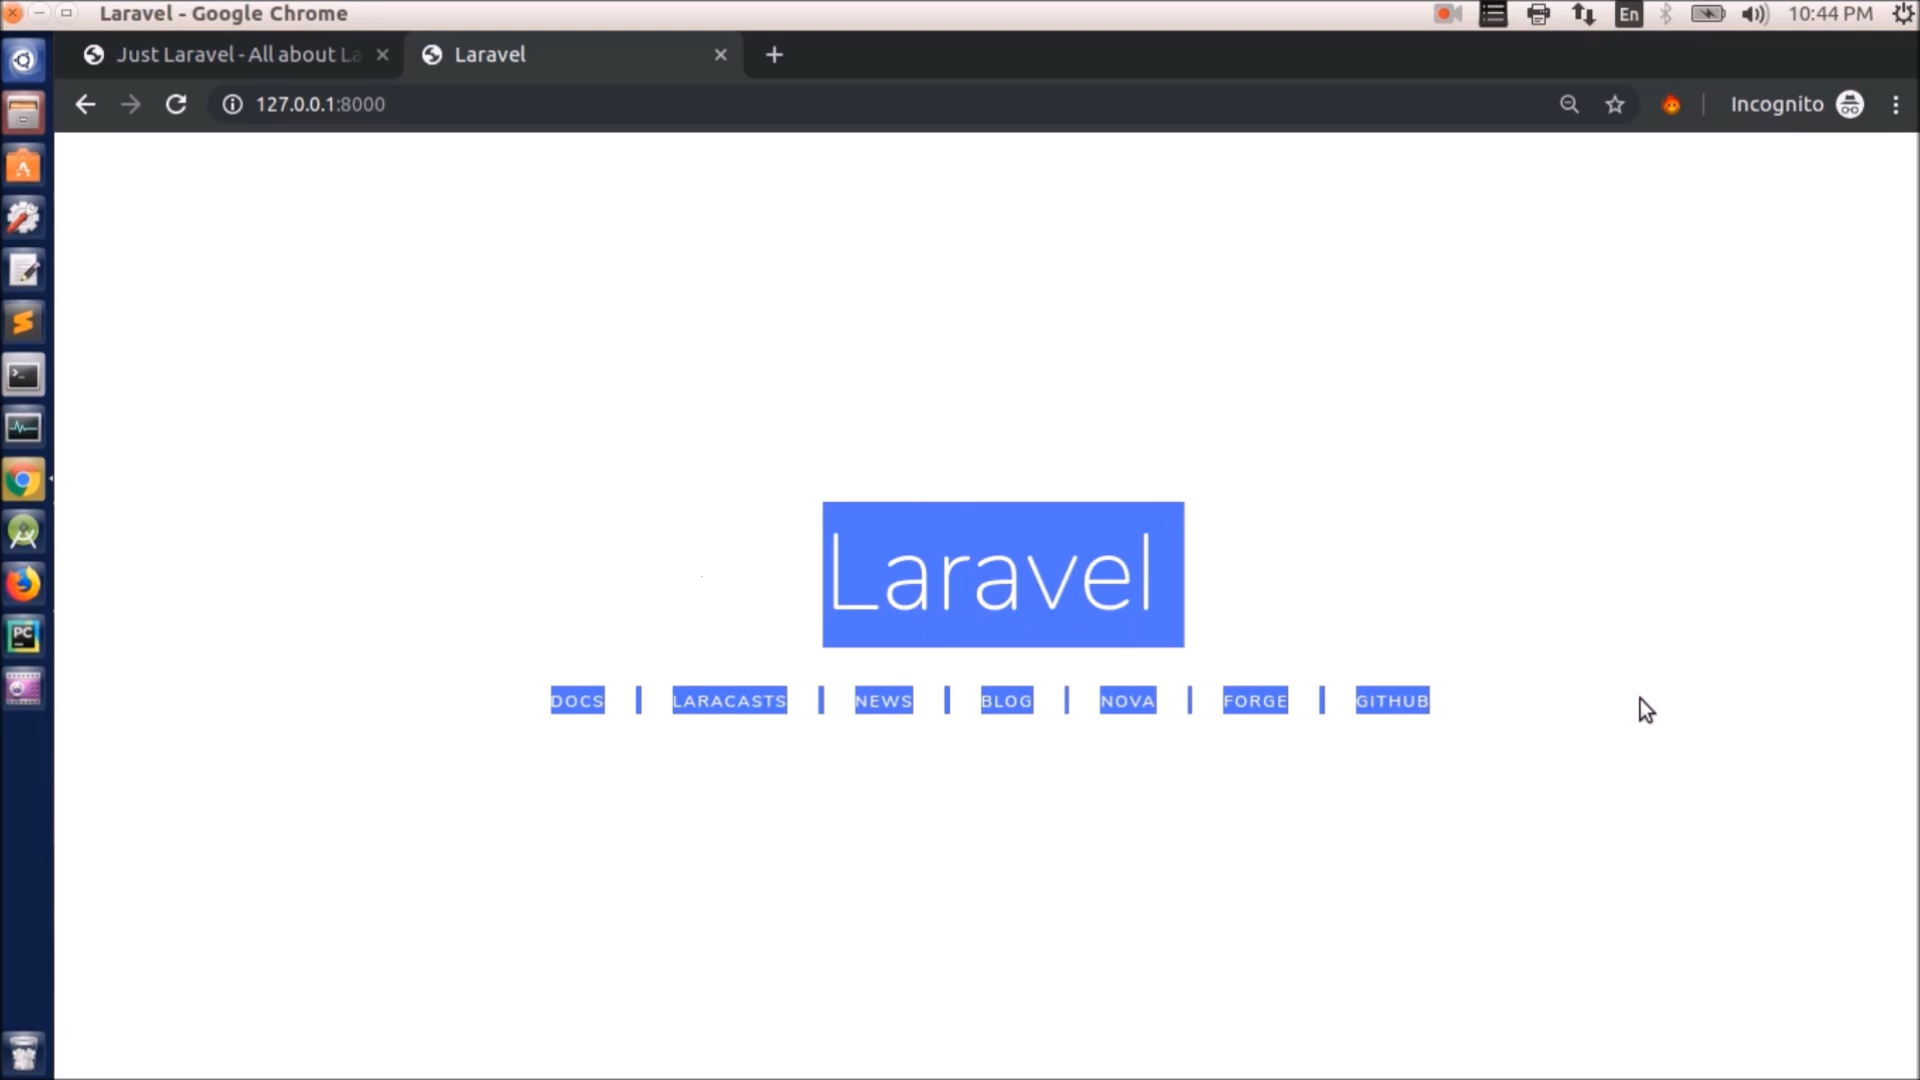 Laravel - Google Chrome
En
10:44 PM
Just Laravel - All about La
Laravel
127.0.0.1:8000
Incognito
Laravel
DOCS LARACASTS NEWS BLOG NOVA FORGE GITHUB
PC